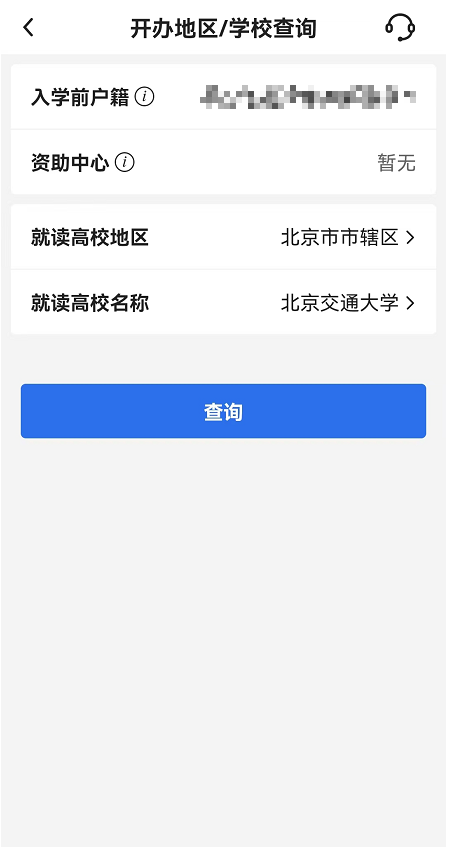 开办地区/学校查询
入学前户籍
资助中心 暂无
就读高校地区 北京市市辖区
就读高校名称 北京交通大学
查询